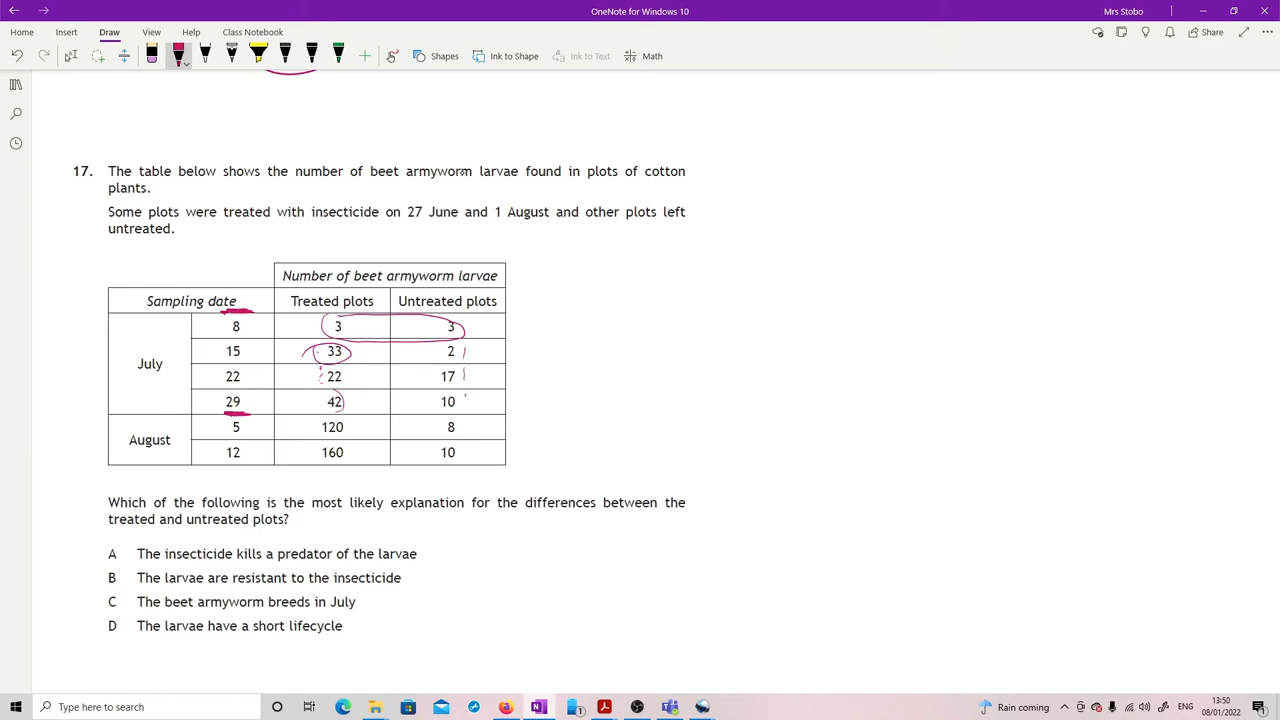 OneNote for Windows 10
Mrs Stobo
Home Insert Draw View Help Class Notebook
Share
Shapes Ink to Shape Ink to Text Math
17. The table below shows the number of beet armyworm larvae found in plots of cotton
plants.
Some plots were treated with insecticide on 27 June and 1 August and other plots left
untreated.
Number of beet armyworm larvae
Sampling date Treated plots Untreated plots
July 8 3 3
15 33 2
22 22 17
29 42 10
August 5 120 8
12 160 10
Which of the following is the most likely explanation for the differences between the
treated and untreated plots?
A The insecticide kills a predator of the larvae
B The larvae are resistant to the insecticide
C The beet armyworm breeds in July
D The larvae have a short lifecycle
Type here to search
Rain coming
ENG
13:50
08/01/2022